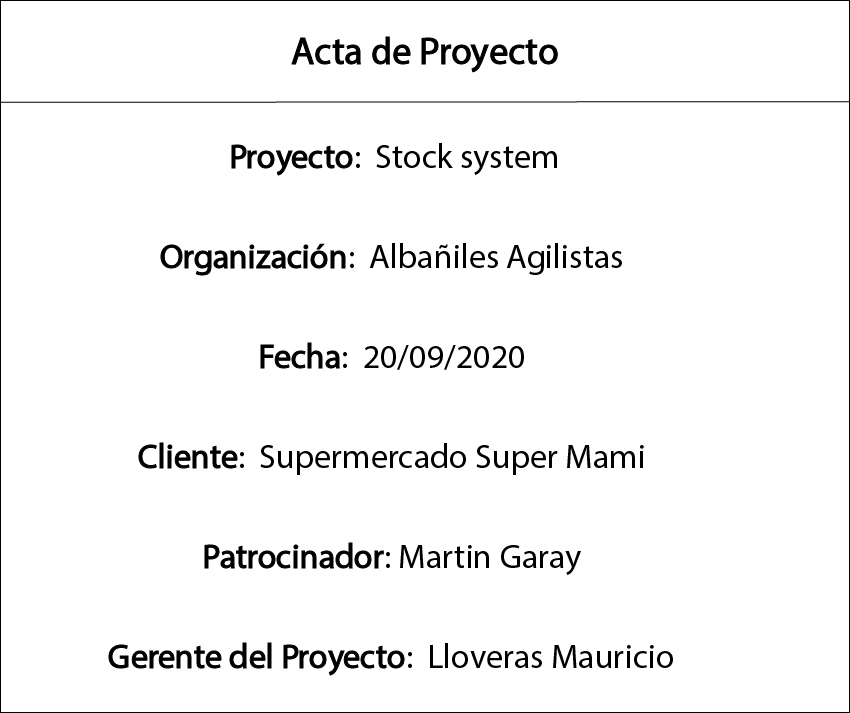 Acta de Proyecto
Proyecto: Stock system
Organización: Albañiles Agilistas
Fecha: 20/09/2020
Cliente: Supermercado Super Mami
Patrocinador: Martin Garay
Gerente del Proyecto: Lloveras Mauricio